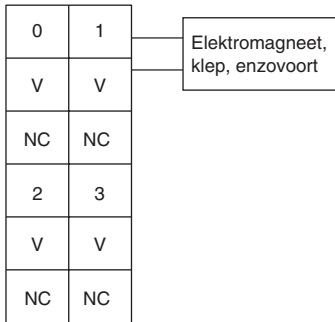 0 1
Elektromagneet,
klep, enzovoort
V V
NC NC
2 3
V V
NC NC